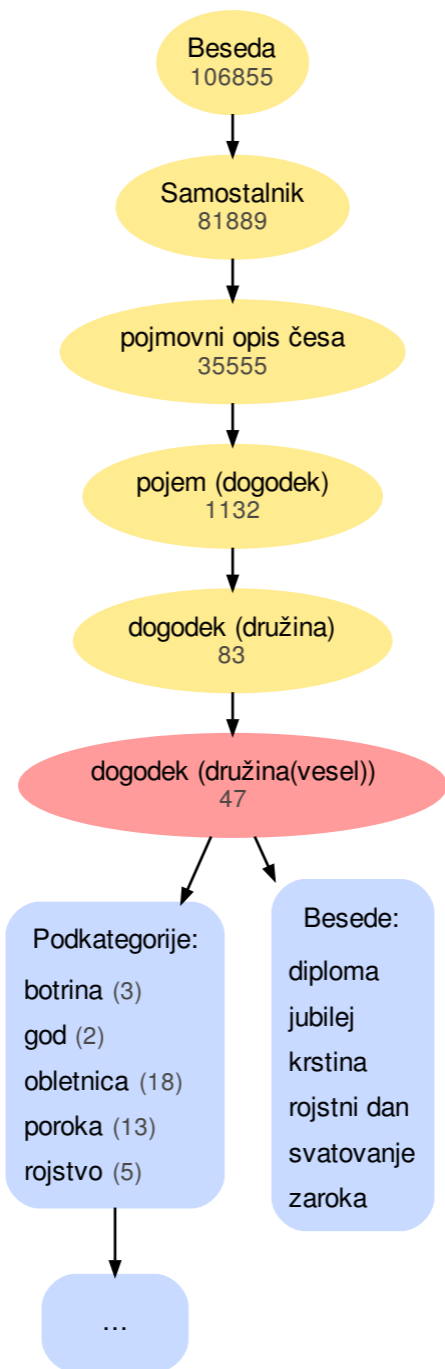 Beseda
106855
Samostalnik
81889
pojmovni opis česa
35555
pojem (dogodek)
1132
dogodek (družina)
83
dogodek (družina(vesel))
47
Podkategorije:
botrina (3)
god (2)
obletnica (18)
poroka (13)
rojstvo (5)
...
Besede:
diploma
jubilej
krstina
rojstni dan
svatovanje
zaroka